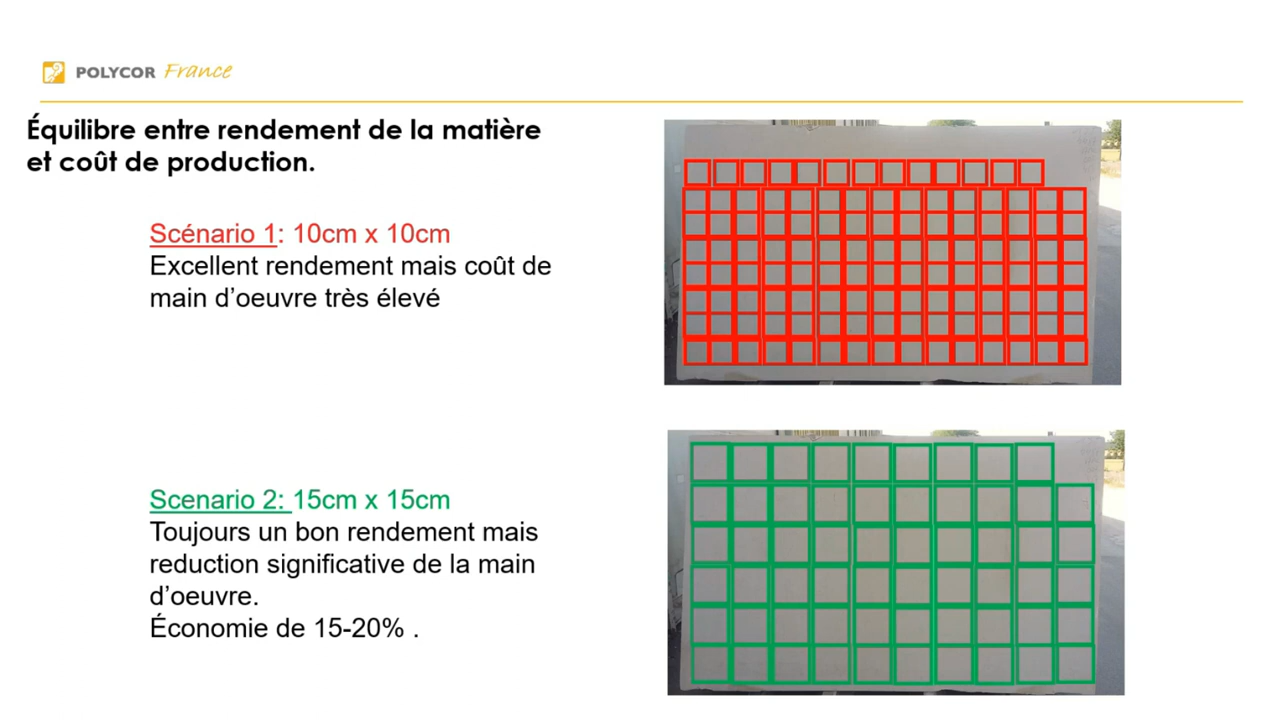 POLYCOR France
Équilibre entre rendement de la matière
et coût de production.
Scénario 1: 10cm x 10cm
Excellent rendement mais coût de
main d’oeuvre très élevé
Scenario 2: 15cm x 15cm
Toujours un bon rendement mais
reduction significative de la main
d’oeuvre.
Économie de 15-20% .